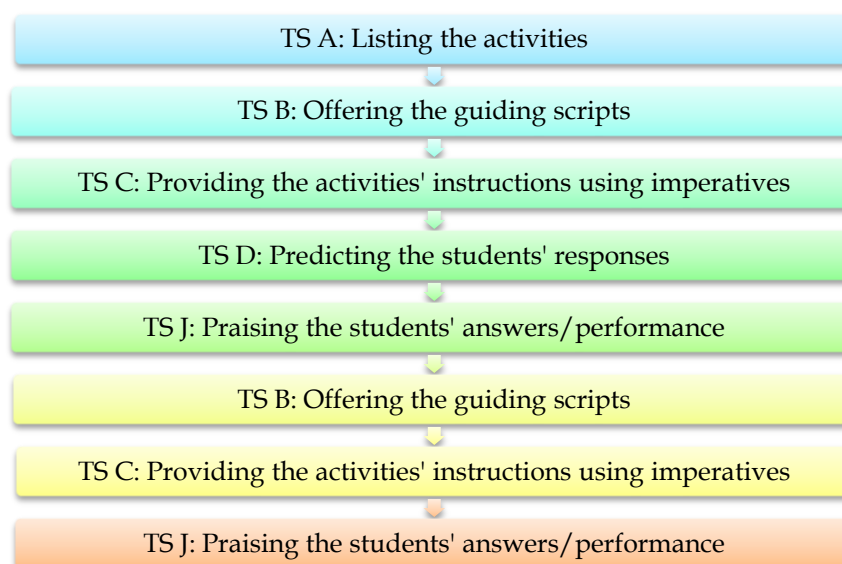 TS A: Listing the activities
TS B: Offering the guiding scripts
TS C: Providing the activities' instructions using imperatives
TS D: Predicting the students' responses
TS J: Praising the students' answers/performance
TS B: Offering the guiding scripts
TS C: Providing the activities' instructions using imperatives
TS J: Praising the students' answers/performance